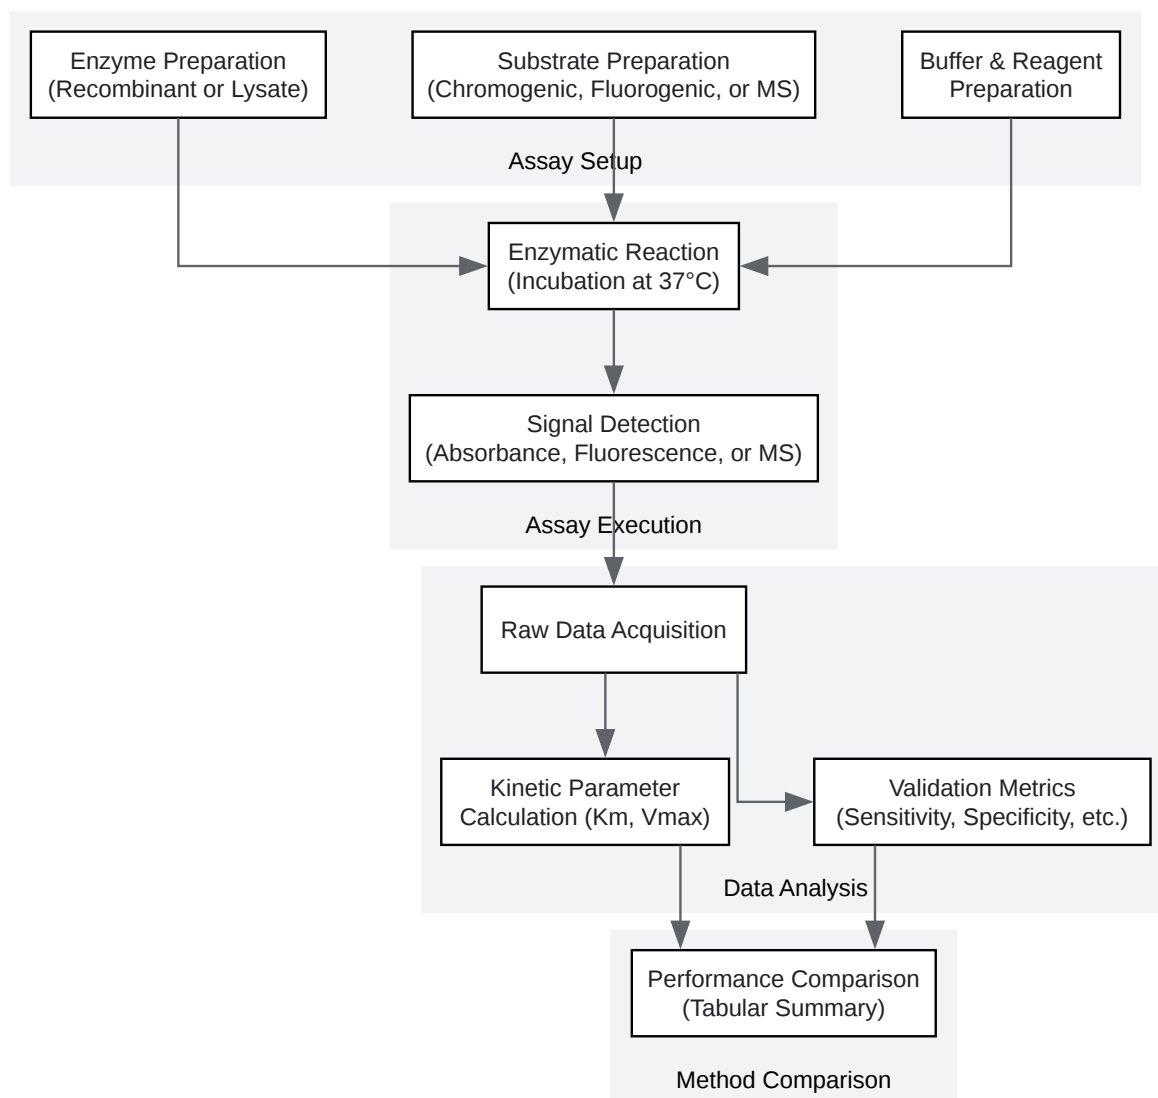 Enzyme Preparation
(Recombinant or Lysate)
Substrate Preparation
(Chromogenic, Fluorogenic, or MS)
Buffer & Reagent
Preparation
Assay Setup
Enzymatic Reaction
(Incubation at 37°C)
Signal Detection
(Absorbance, Fluorescence, or MS)
Assay Execution
Raw Data Acquisition
Kinetic Parameter
Calculation (Km, Vmax)
Validation Metrics
(Sensitivity, Specificity, etc.)
Data Analysis
Performance Comparison
(Tabular Summary)
Method Comparison